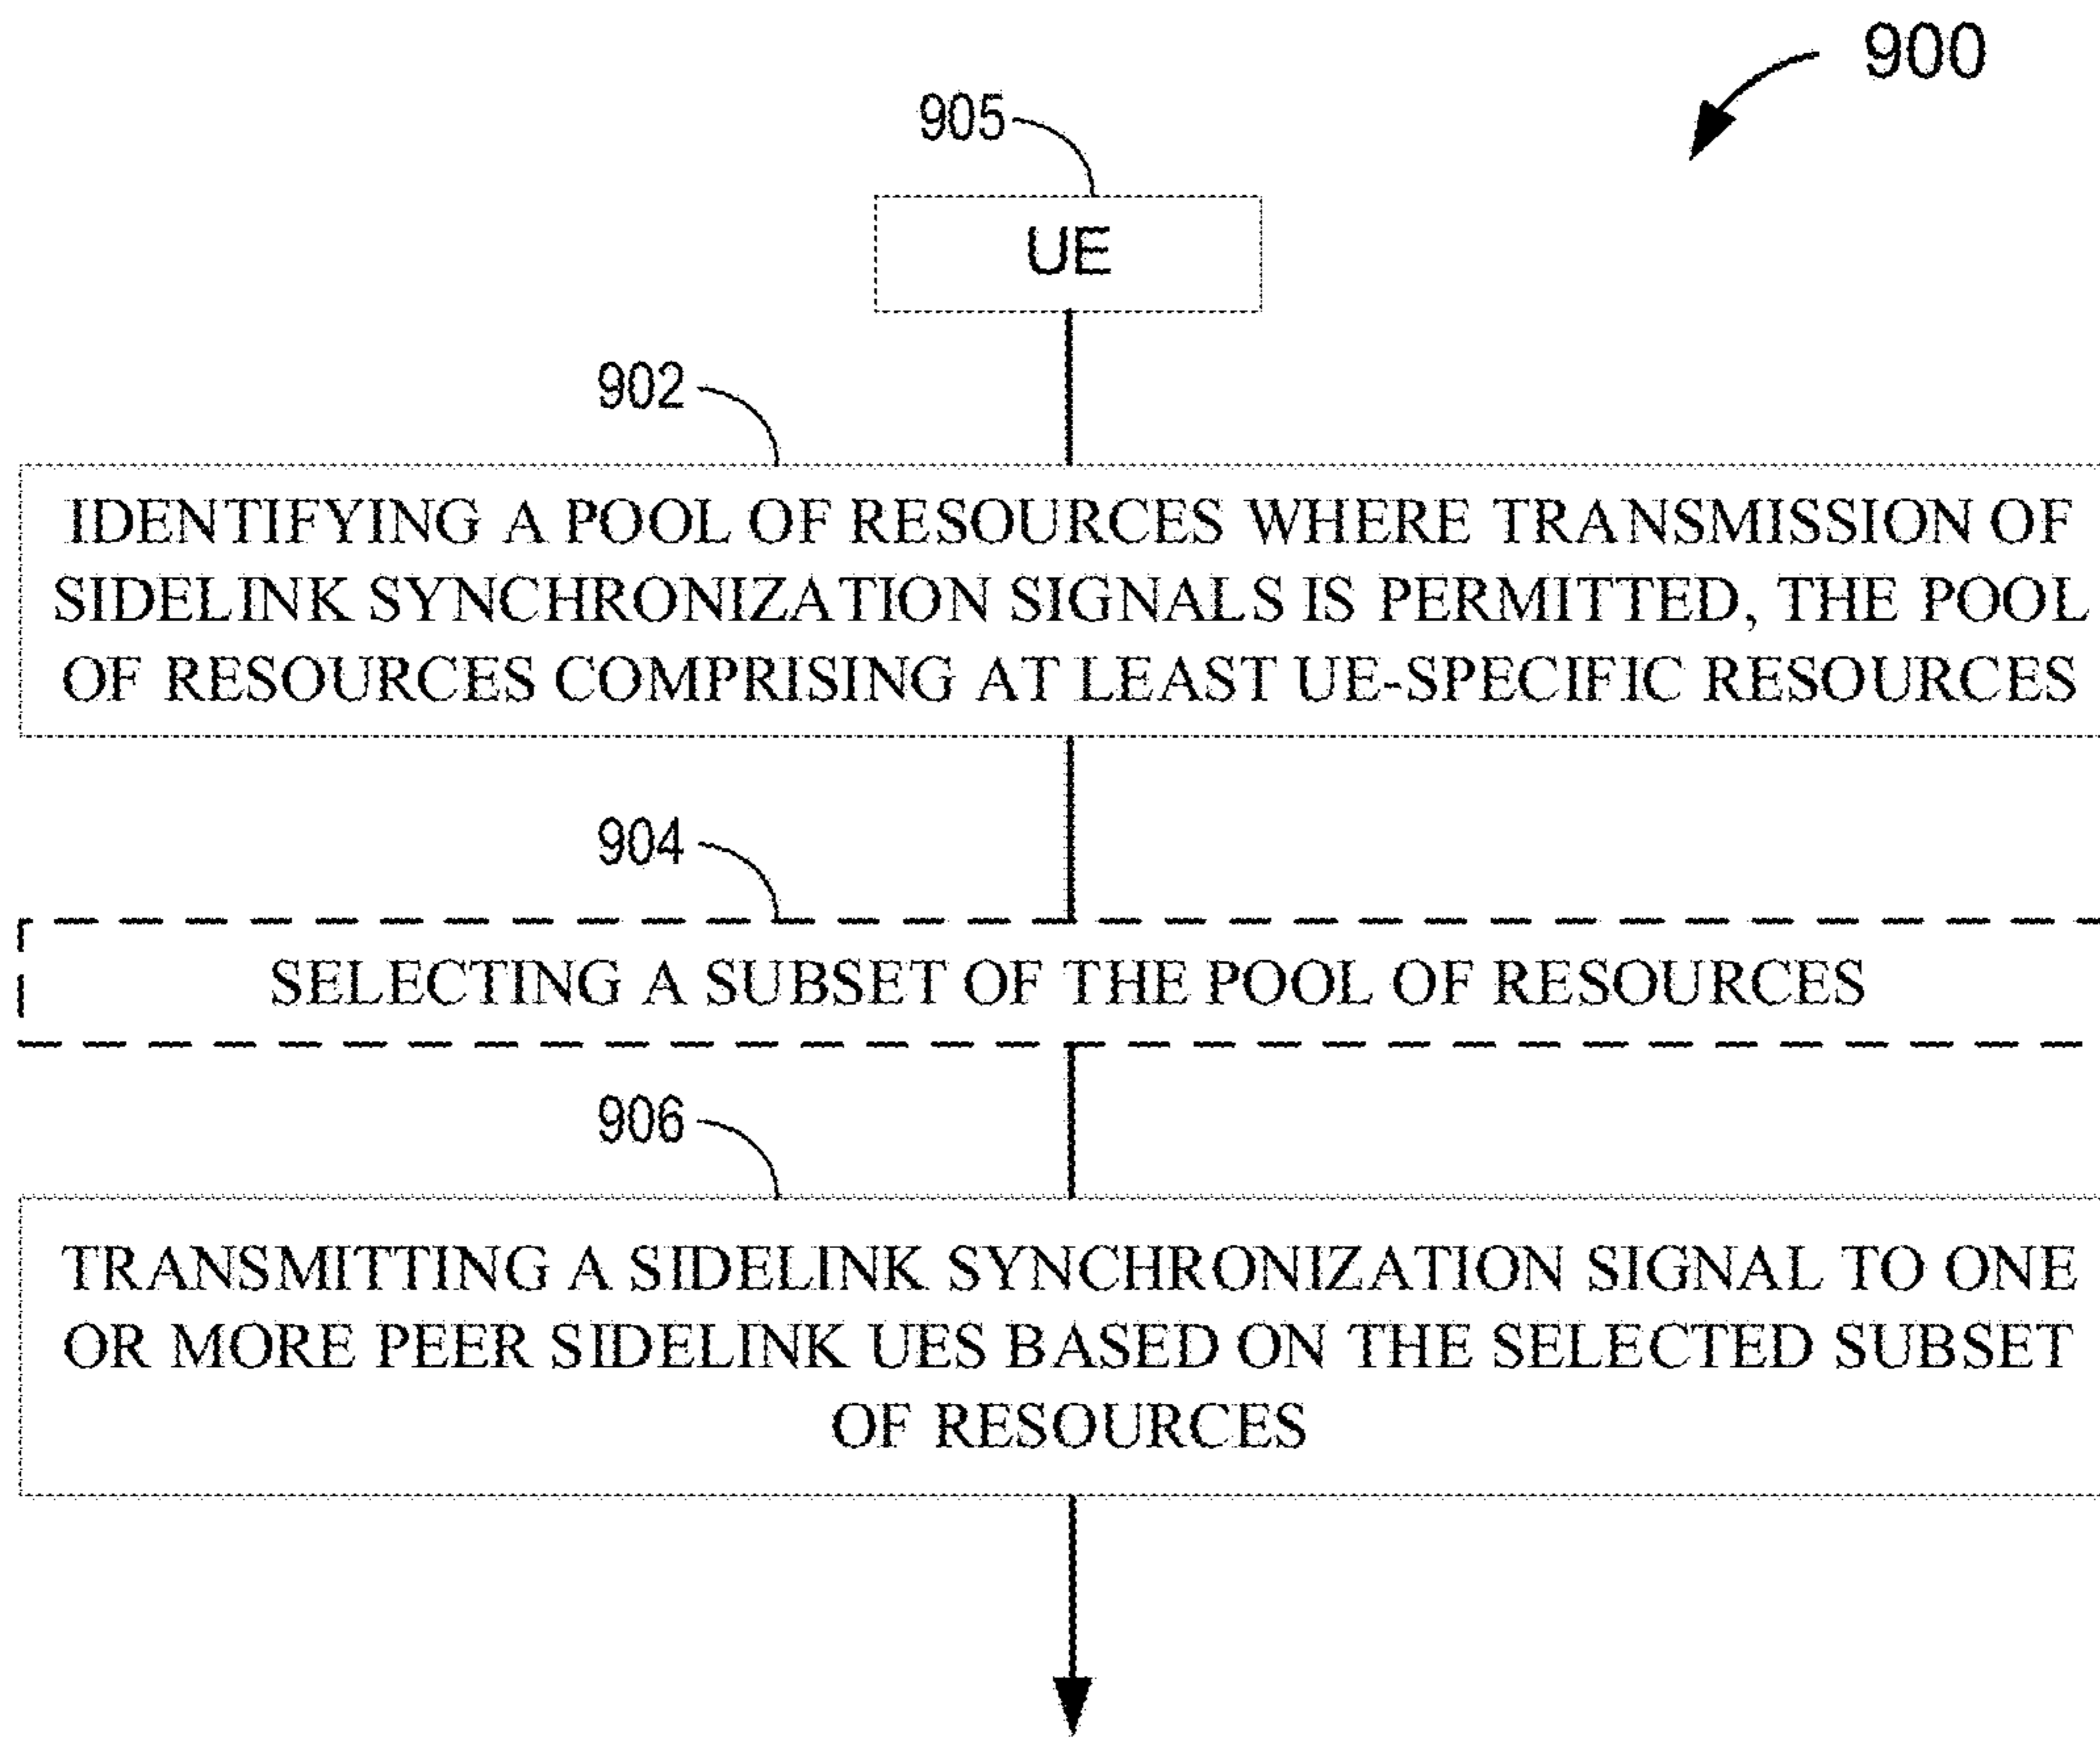 900
905
UE
902
IDENTIFYING A POOL OF RESOURCES WHERE TRANSMISSION OF
SIDELINK SYNCHRONIZATION SIGNALS IS PERMITTED, THE POOL
OF RESOURCES COMPRISING AT LEAST UE-SPECIFIC RESOURCES
904
SELECTING A SUBSET OF THE POOL OF RESOURCES
906
TRANSMITTING A SIDELINK SYNCHRONIZATION SIGNAL TO ONE
OR MORE PEER SIDELINK UES BASED ON THE SELECTED SUBSET
OF RESOURCES